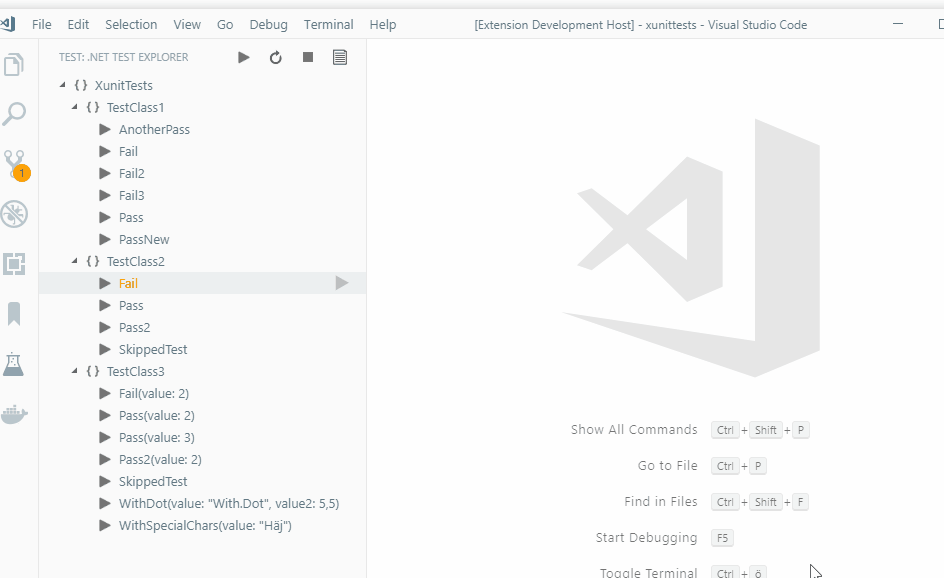 File Edit Selection View Go Debug Terminal Help [Extension Development Host] - xunittests - Visual Studio Code
TEST: .NET TEST EXPLORER
{ } XunitTests
{ } TestClass1
AnotherPass
Fail
Fail2
Fail3
Pass
PassNew
{ } TestClass2
Fail
Pass
Pass2
SkippedTest
{ } TestClass3
Fail(value: 2)
Pass(value: 2)
Pass(value: 3)
Pass2(value: 2)
SkippedTest
WithDot(value: "With.Dot", value2: 5,5)
WithSpecialChars(value: "Häj")
1
Show All Commands Ctrl + Shift + P
Go to File Ctrl + P
Find in Files Ctrl + Shift + F
Start Debugging F5
Toggle Terminal Ctrl + ö